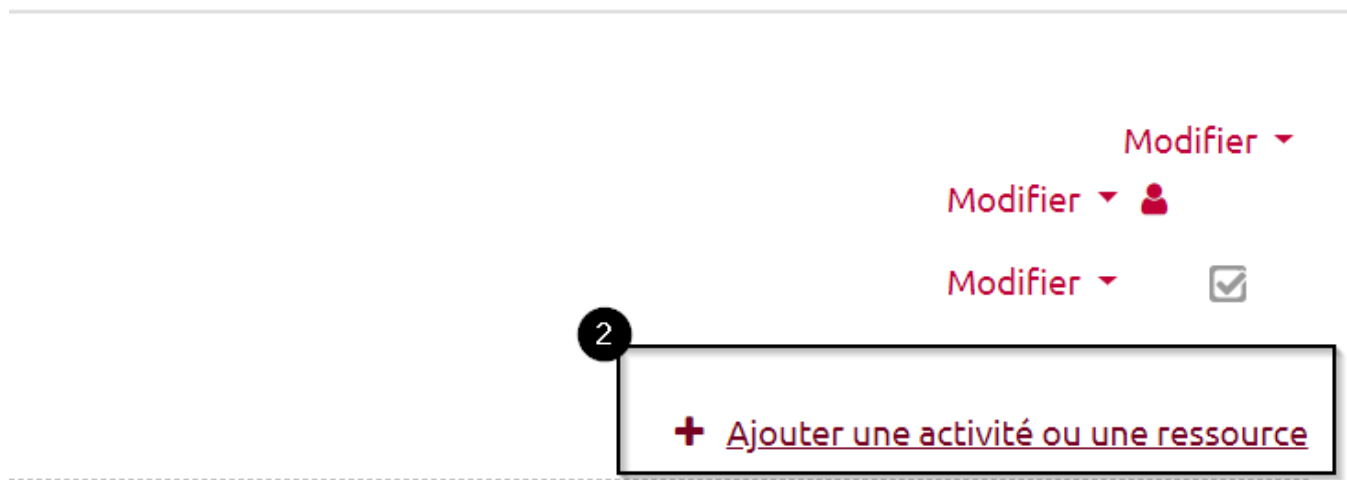 Modifier
Modifier
Modifier
2
+ Ajouter une activité ou une ressource